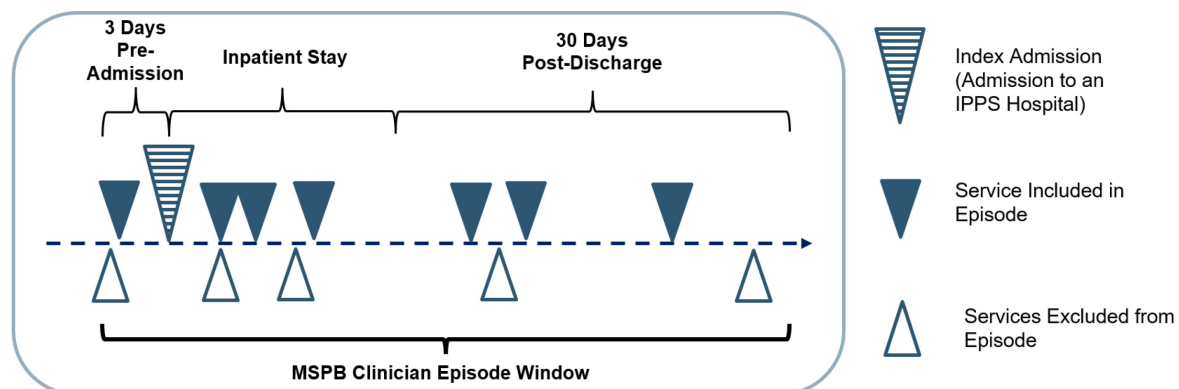 3 Days
Pre-
Admission
Inpatient Stay
30 Days
Post-Discharge
MSPB Clinician Episode Window
Index Admission
(Admission to an
IPPS Hospital)
Service Included in
Episode
Services Excluded from
Episode